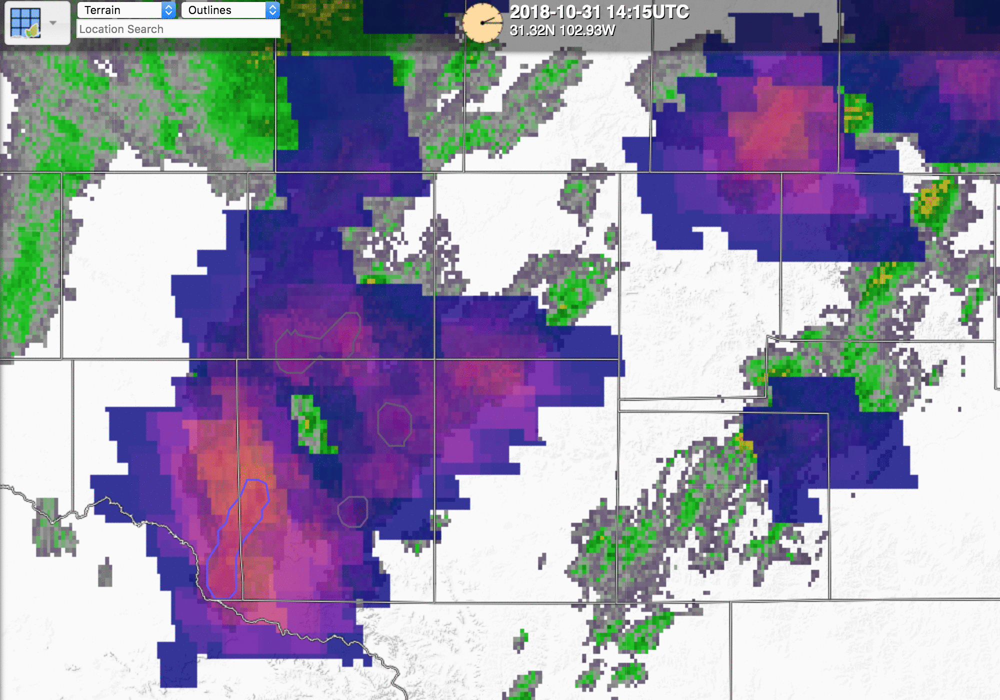 Terrain
Outlines
Location Search
2018-10-31 14:15UTC
31.32N 102.93W